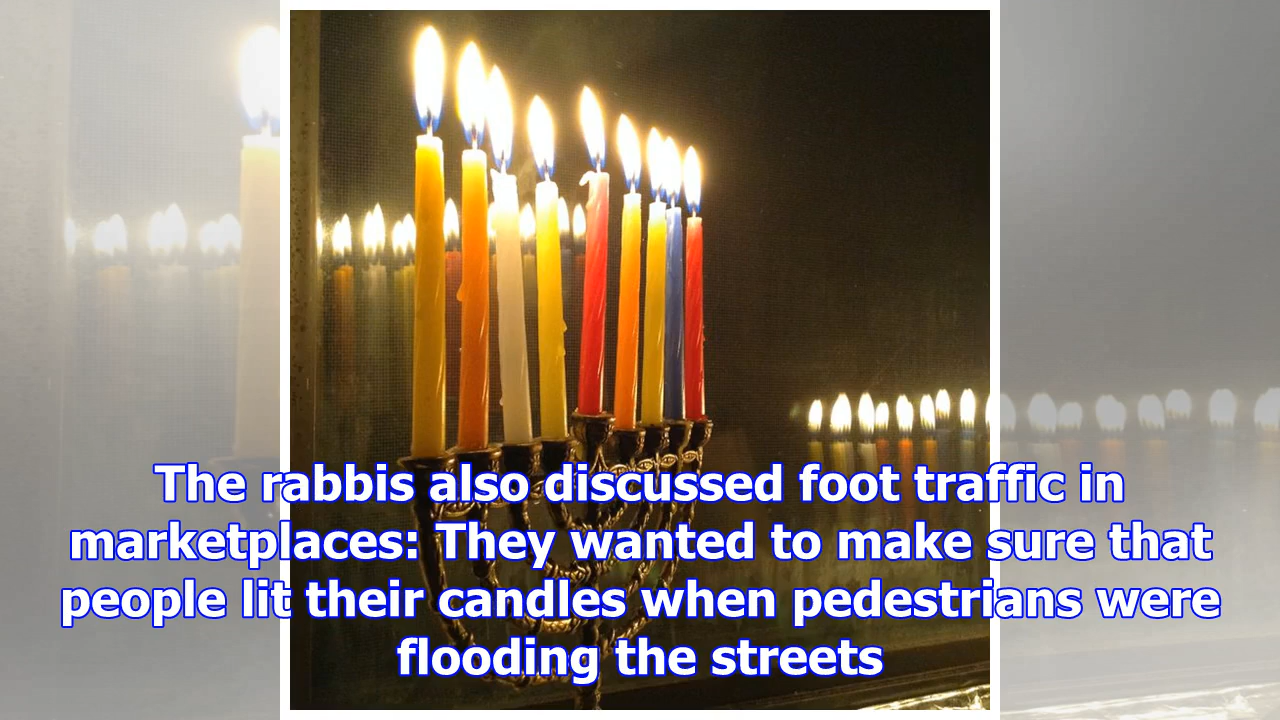 The rabbis also discussed foot traffic in
marketplaces: They wanted to make sure that
people lit their candles when pedestrians were
flooding the streets